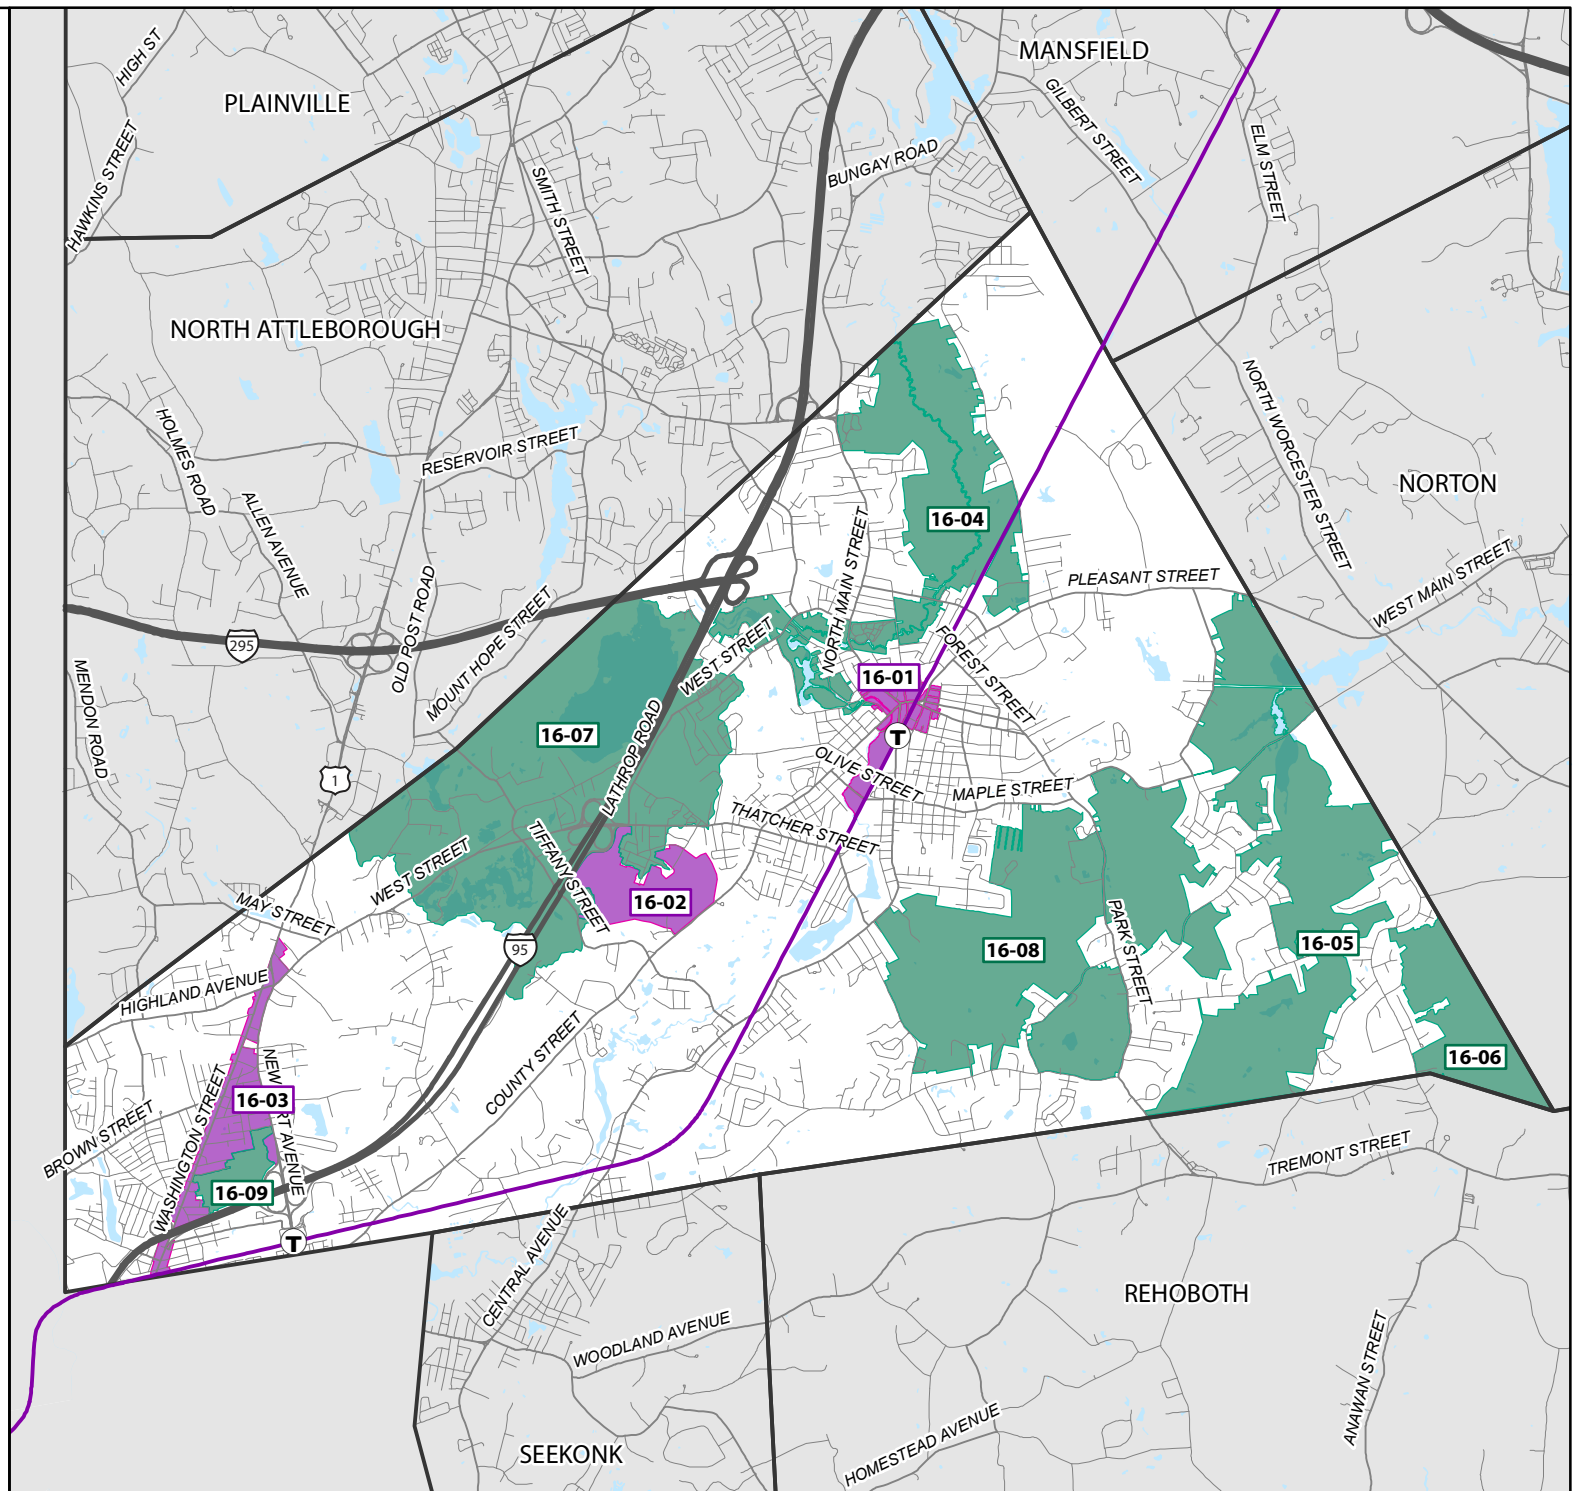 HIGH ST
PLAINVILLE
MANSFIELD
GILBERT STREET
ELM STREET
HAWKINS STREET
SMITH STREET
BUNGAY ROAD
NORTH ATTLEBOROUGH
HOLMES ROAD
RESERVOIR STREET
ALLEN AVENUE
NORTH WORCESTER STREET
NORTON
16-04
NORTH MAIN STREET
PLEASANT STREET
WEST MAIN STREET
OLD POST ROAD
MOUNT HOPE STREET
295
WEST STREET
FOREST STREET
16-01
MENDON ROAD
16-07
LATHROP ROAD
T
1
OLIVE STREET
MAPLE STREET
THATCHER STREET
TIFFANY STREET
WEST STREET
16-02
MAY STREET
95
PARK STREET
16-08
16-05
HIGHLAND AVENUE
COUNTY STREET
16-06
NEWPORT AVENUE
16-03
WASHINGTON STREET
BROWN STREET
16-09
T
TREMONT STREET
CENTRAL AVENUE
REHOBOTH
WOODLAND AVENUE
ANAWAN STREET
HOMESTEAD AVENUE
SEEKONK